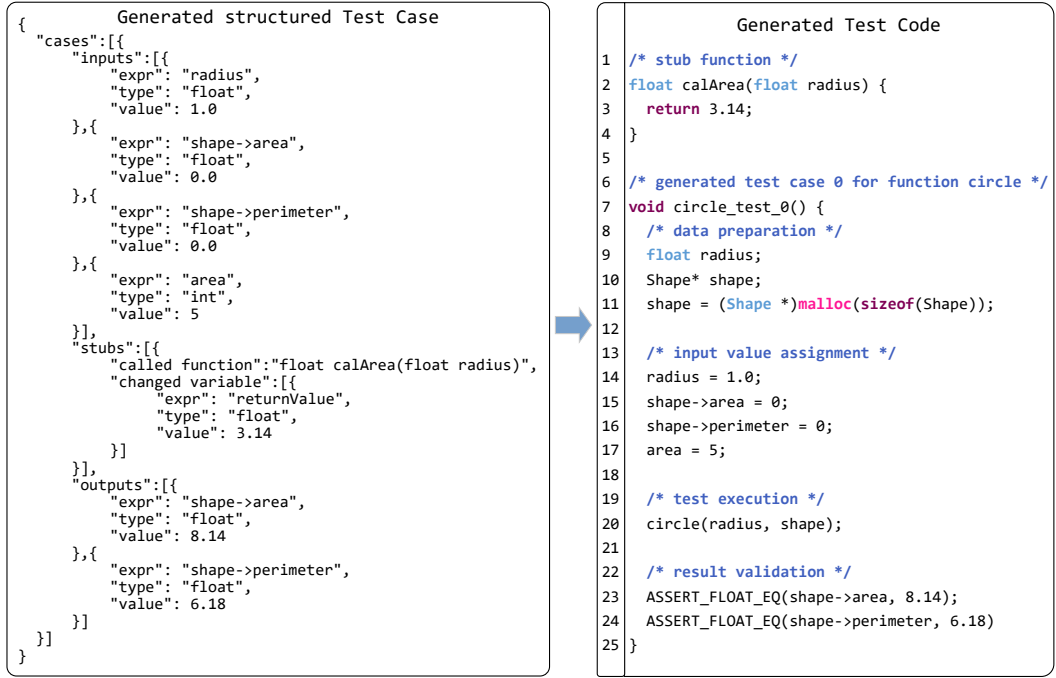 Generated structured Test Case
{
  "cases":[{
      "inputs":[{
          "expr": "radius",
          "type": "float",
          "value": 1.0
      },{
          "expr": "shape->area",
          "type": "float",
          "value": 0.0
      },{
          "expr": "shape->perimeter",
          "type": "float",
          "value": 0.0
      },{
          "expr": "area",
          "type": "int",
          "value": 5
      }],
      "stubs":[{
          "called function":"float calArea(float radius)",
          "changed variable":[{
               "expr": "returnValue",
               "type": "float",
               "value": 3.14
          }]
      }],
      "outputs":[{
          "expr": "shape->area",
          "type": "float",
          "value": 8.14
      },{
          "expr": "shape->perimeter",
          "type": "float",
          "value": 6.18
      }]
  }]
}
Generated Test Code
1 /* stub function */
2 float calArea(float radius) {
3   return 3.14;
4 }
5
6 /* generated test case 0 for function circle */
7 void circle_test_0() {
8   /* data preparation */
9   float radius;
10   Shape* shape;
11   shape = (Shape *)malloc(sizeof(Shape));
12
13   /* input value assignment */
14   radius = 1.0;
15   shape->area = 0;
16   shape->perimeter = 0;
17   area = 5;
18
19   /* test execution */
20   circle(radius, shape);
21
22   /* result validation */
23   ASSERT_FLOAT_EQ(shape->area, 8.14);
24   ASSERT_FLOAT_EQ(shape->perimeter, 6.18)
25 }